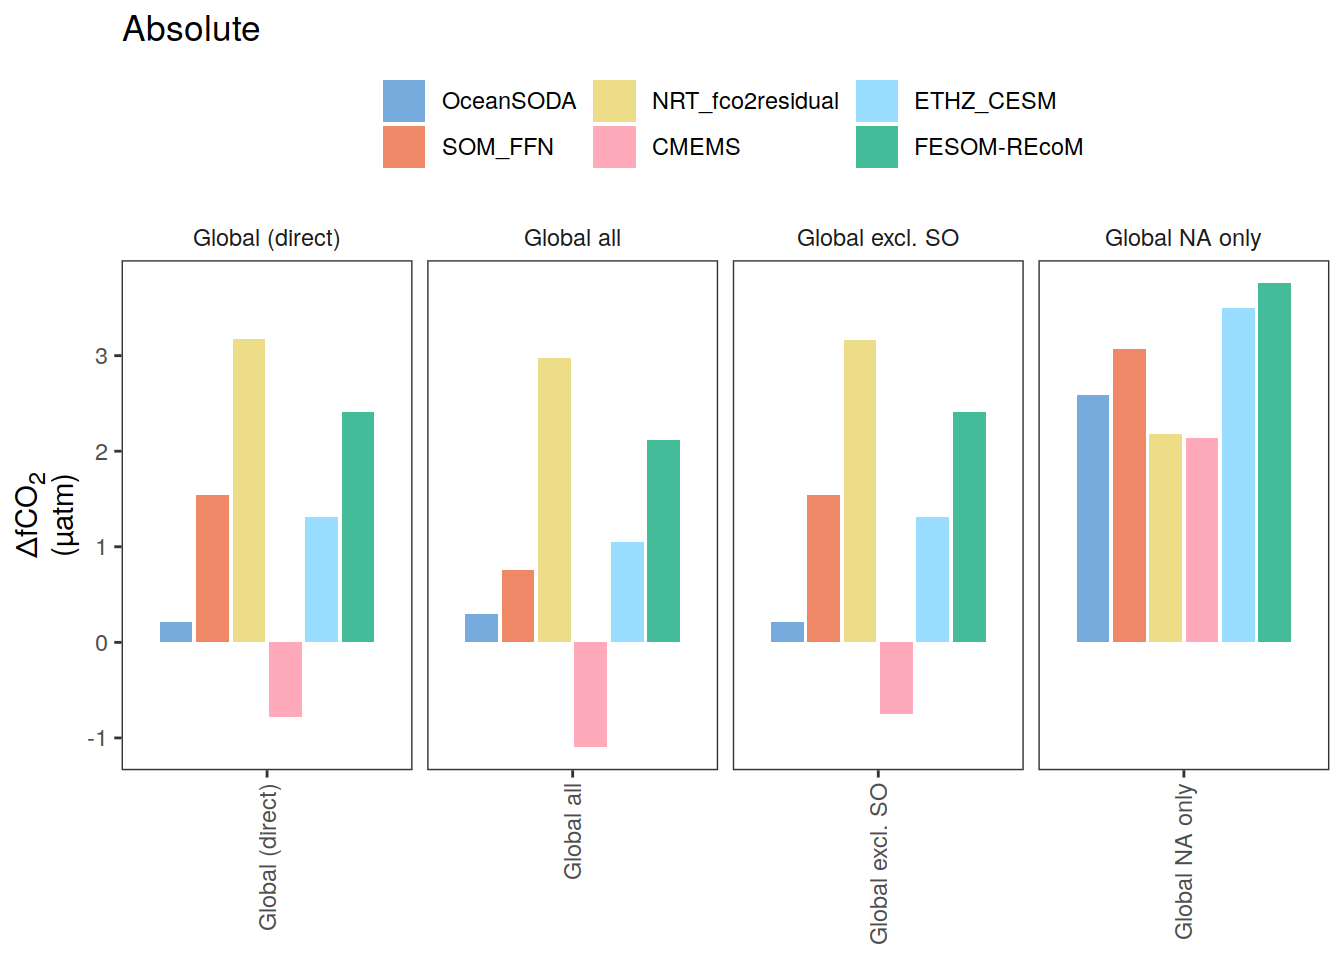 Absolute
OceanSODA NRT_fco2residual ETHZ_CESM
SOM_FFN CMEMS FESOM-REcoM
Global (direct) Global all Global excl. SO Global NA only
ΔfCO2
(µatm)
3
2
1
0
-1
Global (direct)
Global all
Global excl. SO
Global NA only